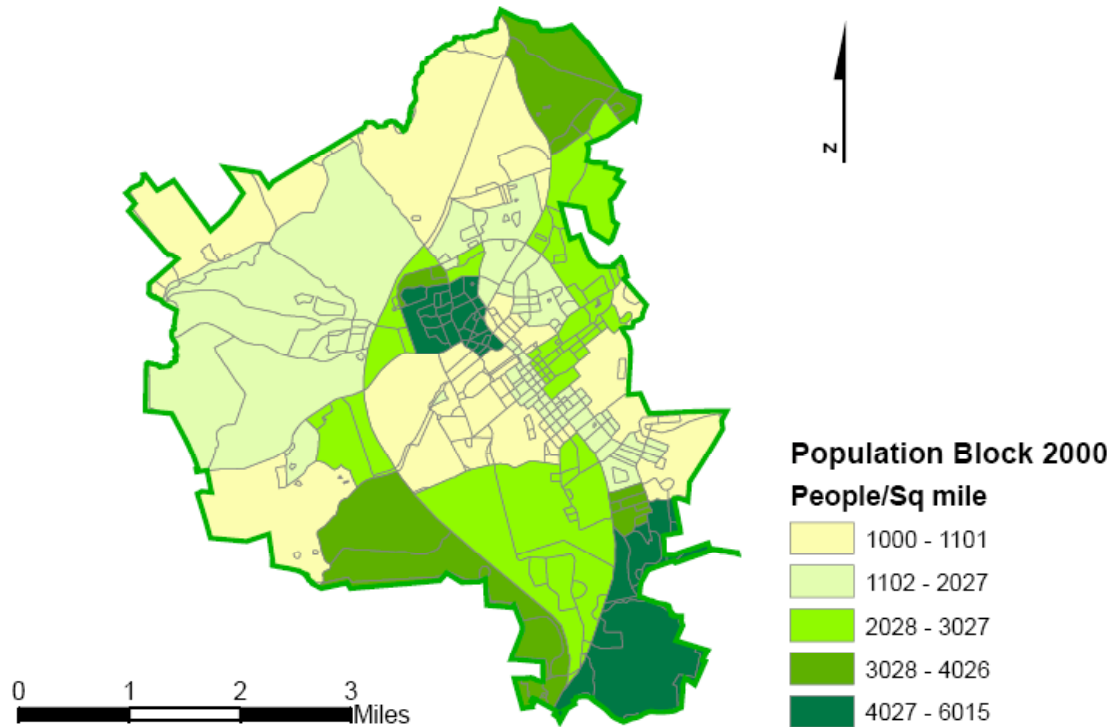 N
Population Block 2000
People/Sq mile
1000 - 1101
1102 - 2027
2028 - 3027
3028 - 4026
4027 - 6015
0 1 2 3
Miles